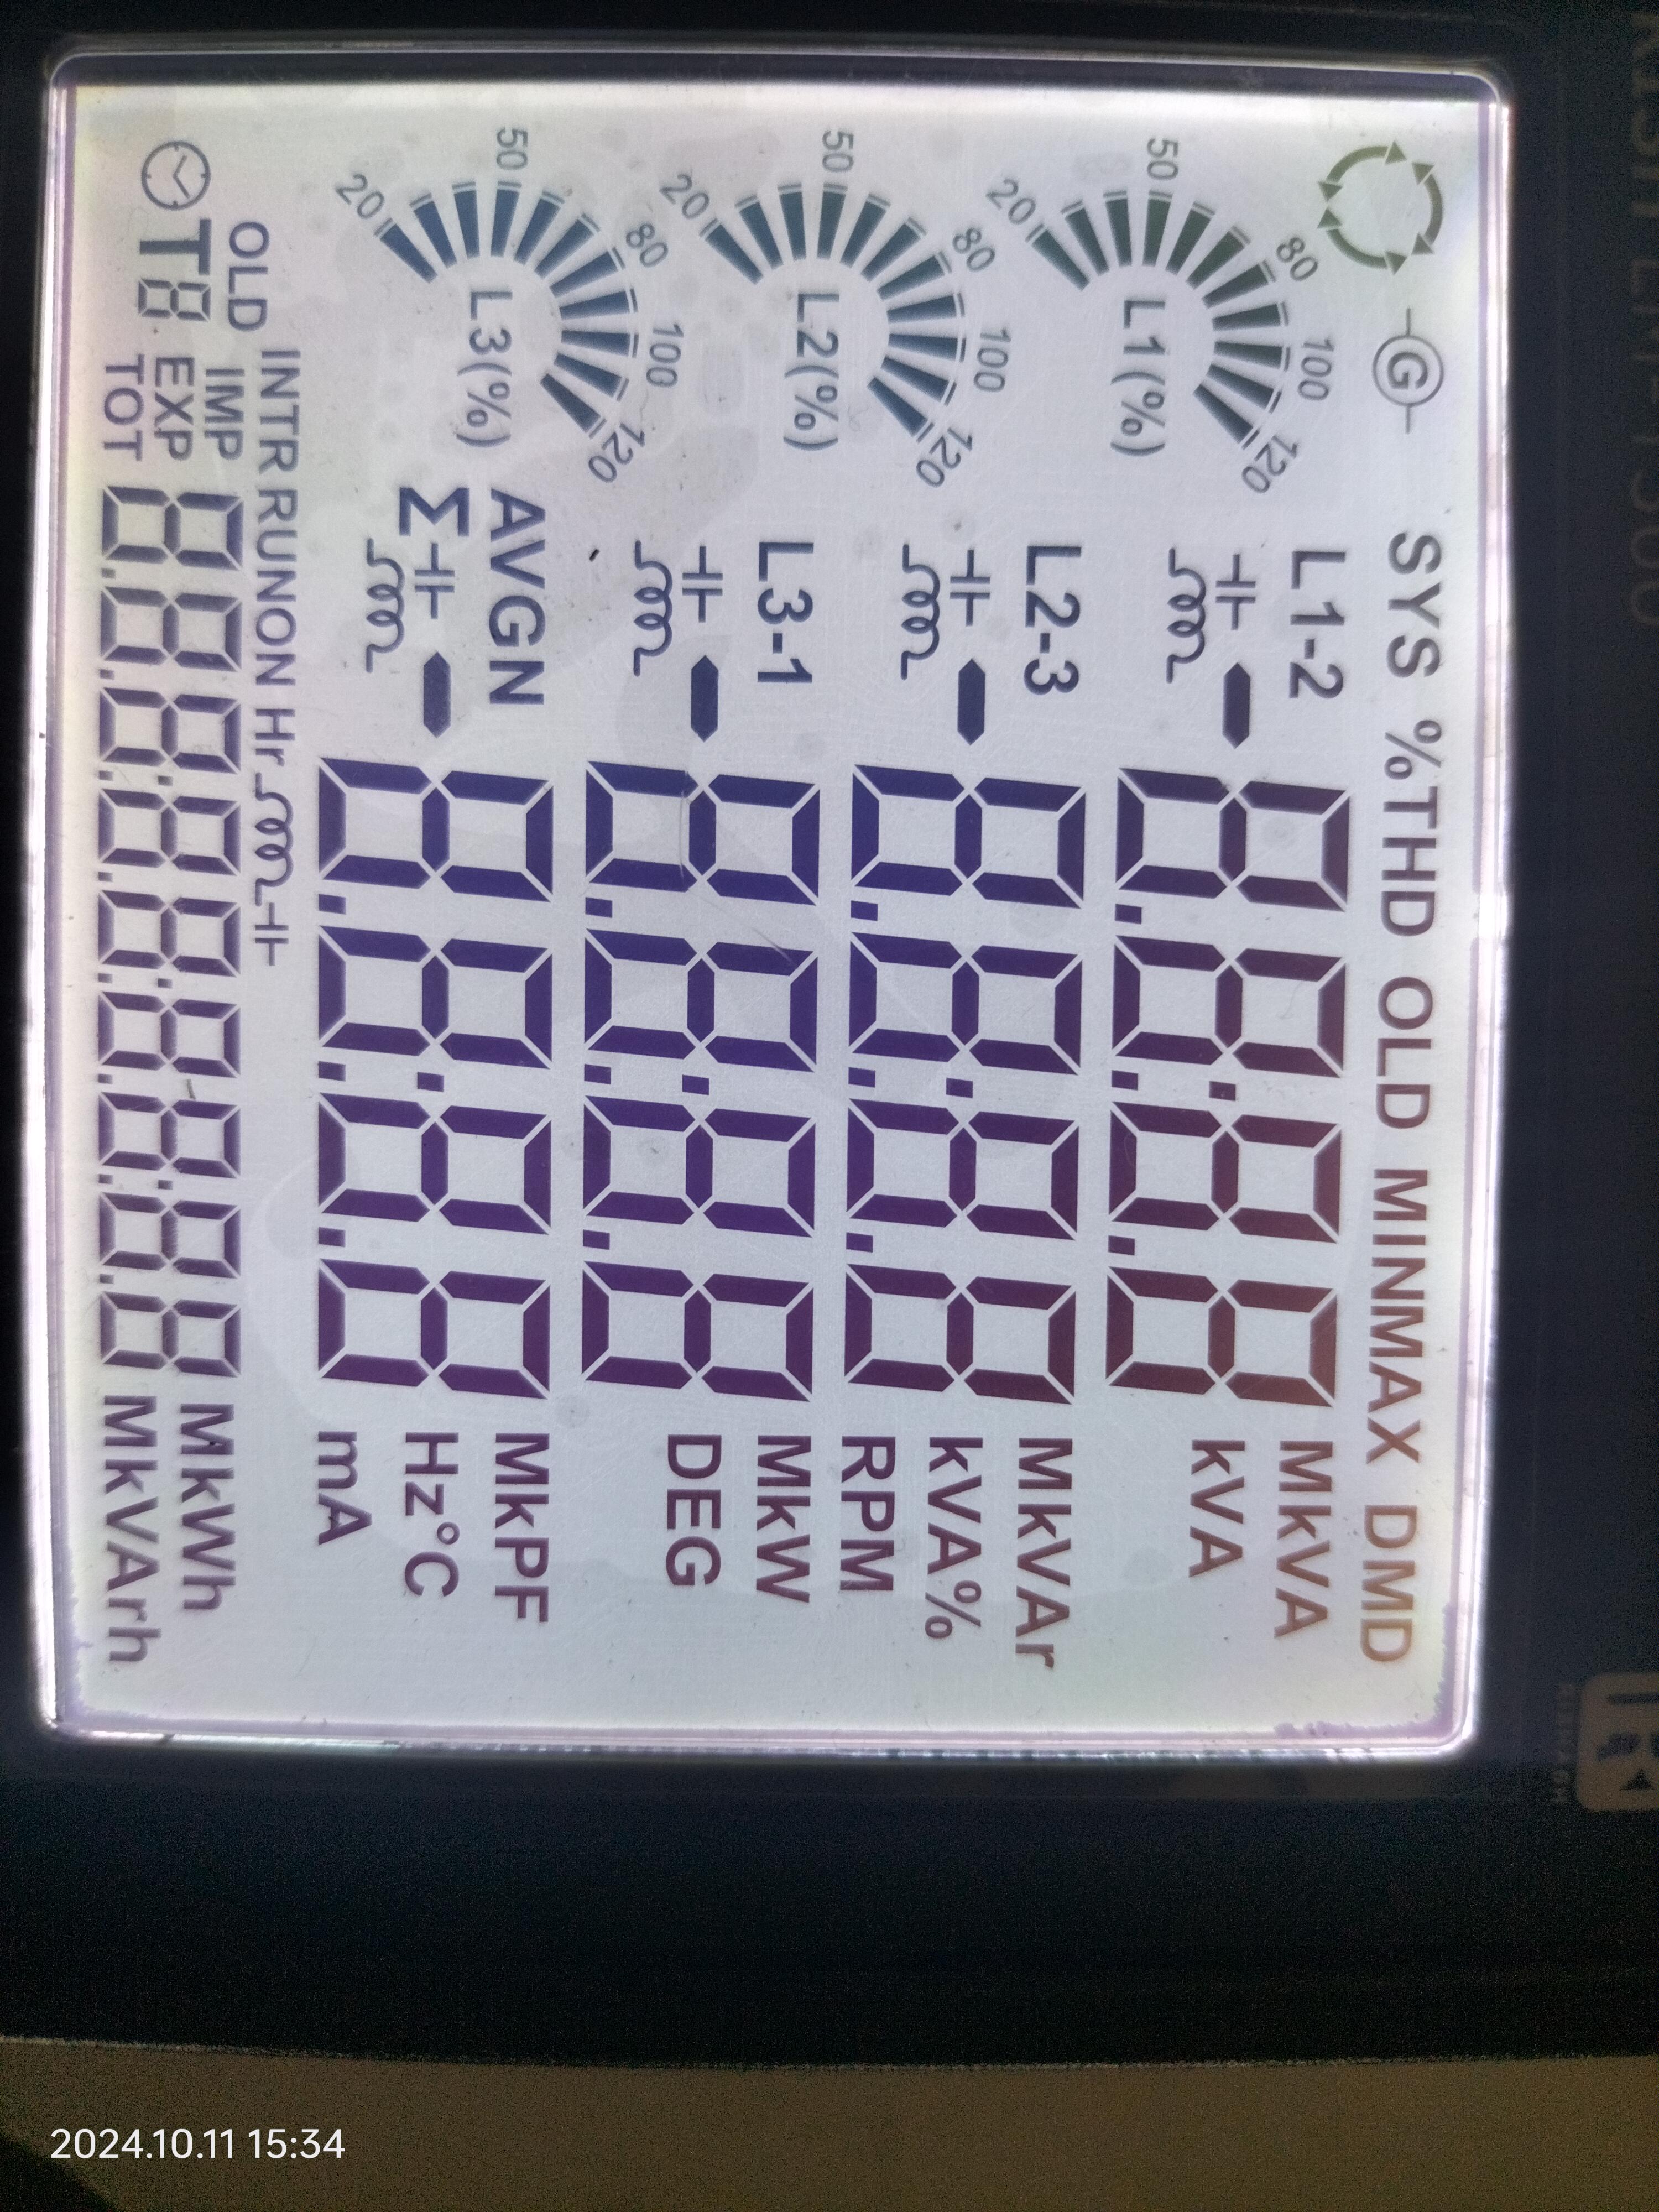 SYS %THD OLD MINMAX DMD
G
20 50 80 100 120
L1(%)
L1-2
8.8:8.8
MkVA
kVA
20 50 80 100 120
L2(%)
L2-3
8.8:8.8
MkVAr
kVA%
RPM
20 50 80 100 120
L3(%)
L3-1
8.8:8.8
MkW
DEG
AVGN
Σ
8.8:8.8
MkPF
Hz°C
mA
INTR RUNON Hr
OLD
T8
IMP
EXP
TOT
8.8.8:8.8:8.8:8.8
MkWh
MkVArh
2024.10.11 15:34